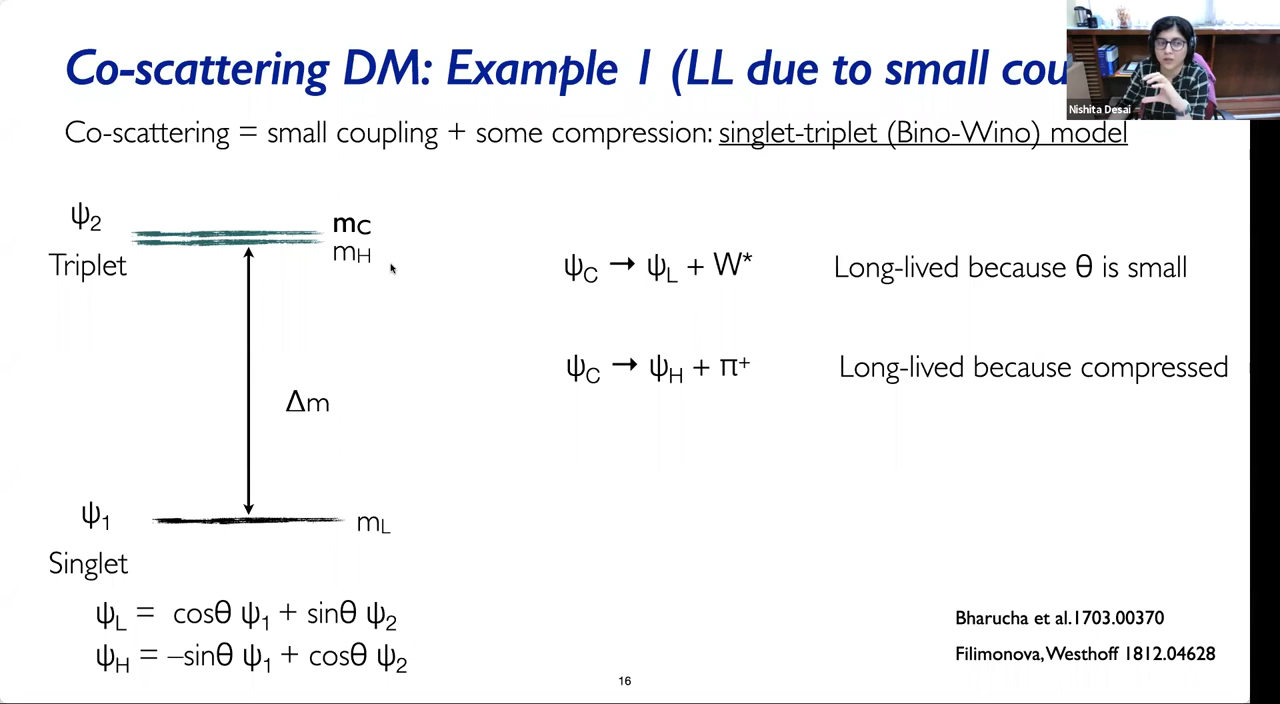 Co-scattering DM: Example 1 (LL due to small cou
Nishita Desai
Co-scattering = small coupling + some compression: singlet-triplet (Bino-Wino) model
ψ2
mC
mH
Triplet
ψC → ψL + W* Long-lived because θ is small
ψC → ψH + π+ Long-lived because compressed
Δm
ψ1
mL
Singlet
ψL = cosθ ψ1 + sinθ ψ2
ψH = –sinθ ψ1 + cosθ ψ2
Bharucha et al.1703.00370
Filimonova, Westhoff 1812.04628
16